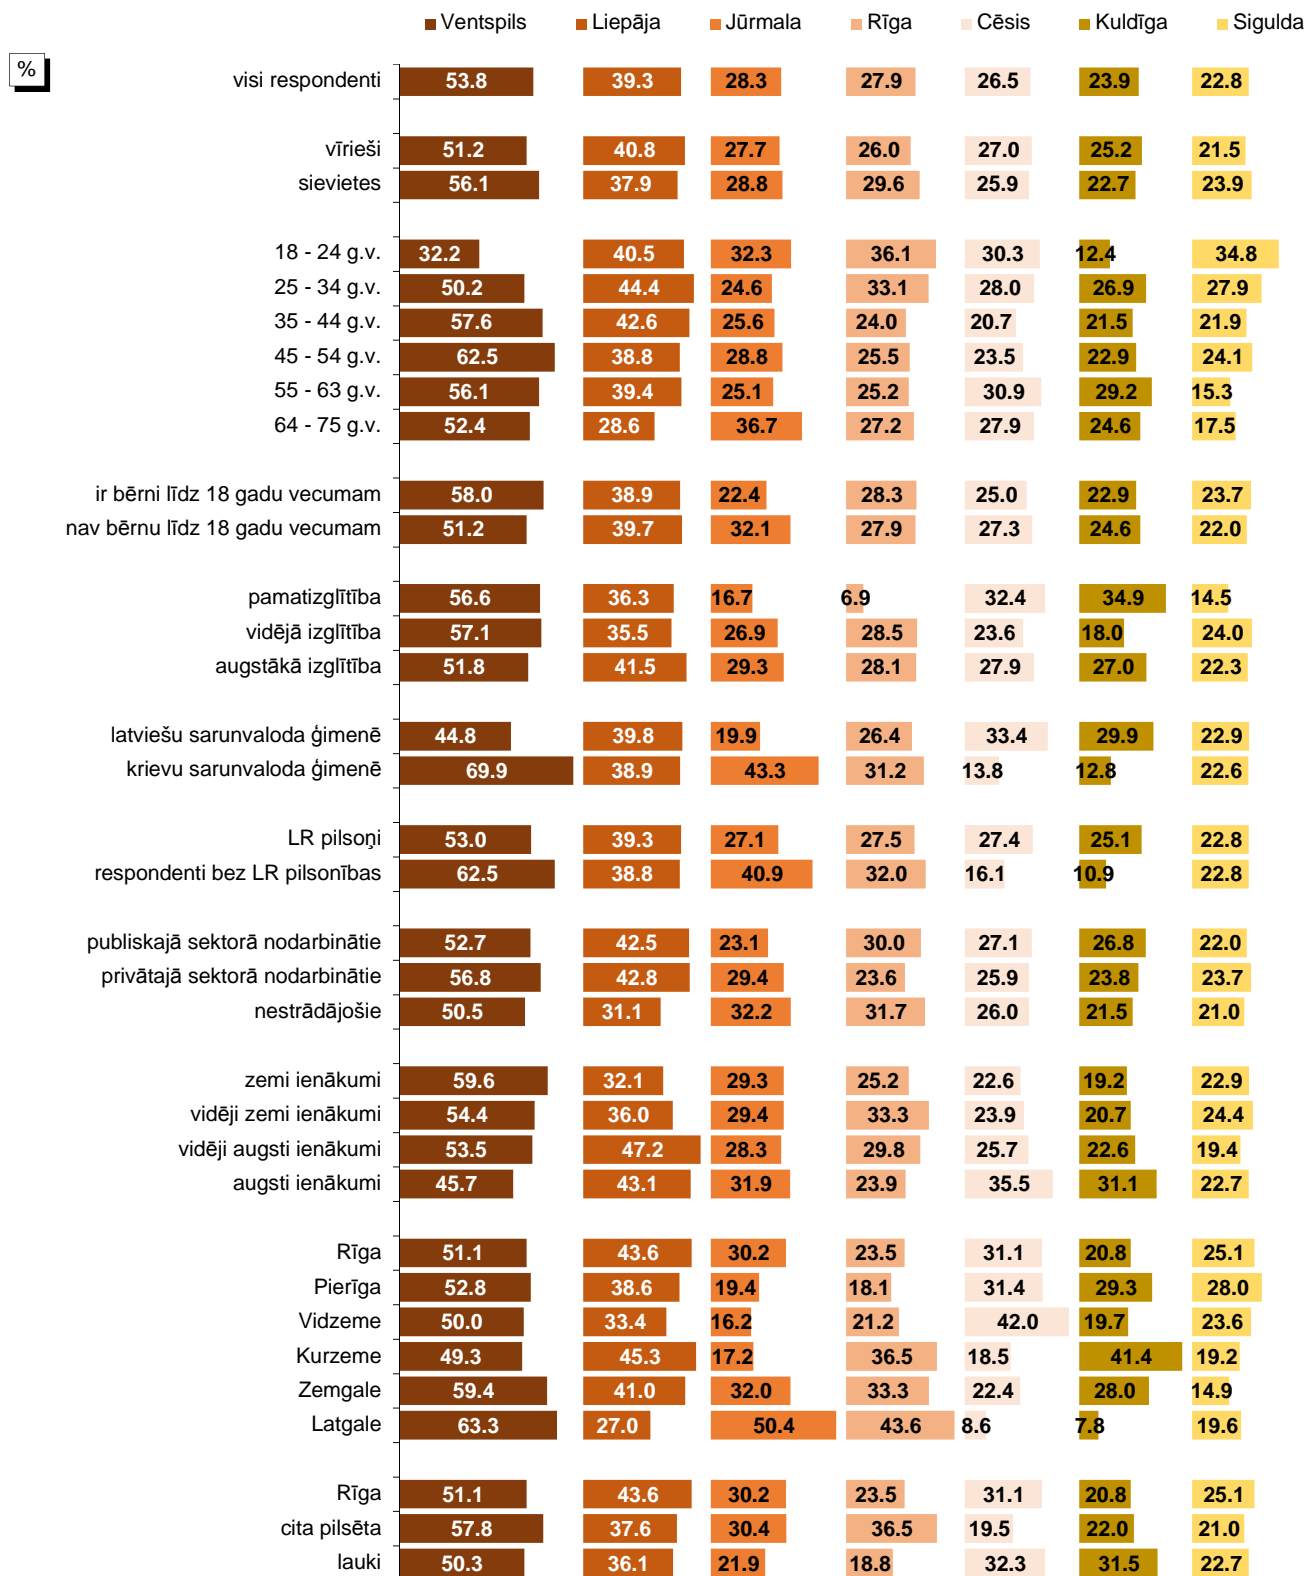 Ventspils Liepāja Jūrmala Rīga Cēsis Kuldīga Sigulda
%
visi respondenti 53.8 39.3 28.3 27.9 26.5 23.9 22.8
vīrieši 51.2 40.8 27.7 26.0 27.0 25.2 21.5
sievietes 56.1 37.9 28.8 29.6 25.9 22.7 23.9
18 - 24 g.v. 32.2 40.5 32.3 36.1 30.3 12.4 34.8
25 - 34 g.v. 50.2 44.4 24.6 33.1 28.0 26.9 27.9
35 - 44 g.v. 57.6 42.6 25.6 24.0 20.7 21.5 21.9
45 - 54 g.v. 62.5 38.8 28.8 25.5 23.5 22.9 24.1
55 - 63 g.v. 56.1 39.4 25.1 25.2 30.9 29.2 15.3
64 - 75 g.v. 52.4 28.6 36.7 27.2 27.9 24.6 17.5
ir bērni līdz 18 gadu vecumam 58.0 38.9 22.4 28.3 25.0 22.9 23.7
nav bērnu līdz 18 gadu vecumam 51.2 39.7 32.1 27.9 27.3 24.6 22.0
pamatizglītība 56.6 36.3 16.7 6.9 32.4 34.9 14.5
vidējā izglītība 57.1 35.5 26.9 28.5 23.6 18.0 24.0
augstākā izglītība 51.8 41.5 29.3 28.1 27.9 27.0 22.3
latviešu sarunvaloda ģimenē 44.8 39.8 19.9 26.4 33.4 29.9 22.9
krievu sarunvaloda ģimenē 69.9 38.9 43.3 31.2 13.8 12.8 22.6
LR pilsoņi 53.0 39.3 27.1 27.5 27.4 25.1 22.8
respondenti bez LR pilsonības 62.5 38.8 40.9 32.0 16.1 10.9 22.8
publiskajā sektorā nodarbinātie 52.7 42.5 23.1 30.0 27.1 26.8 22.0
privātajā sektorā nodarbinātie 56.8 42.8 29.4 23.6 25.9 23.8 23.7
nestrādājošie 50.5 31.1 32.2 31.7 26.0 21.5 21.0
zemi ienākumi 59.6 32.1 29.3 25.2 22.6 19.2 22.9
vidēji zemi ienākumi 54.4 36.0 29.4 33.3 23.9 20.7 24.4
vidēji augsti ienākumi 53.5 47.2 28.3 29.8 25.7 22.6 19.4
augsti ienākumi 45.7 43.1 31.9 23.9 35.5 31.1 22.7
Rīga 51.1 43.6 30.2 23.5 31.1 20.8 25.1
Pierīga 52.8 38.6 19.4 18.1 31.4 29.3 28.0
Vidzeme 50.0 33.4 16.2 21.2 42.0 19.7 23.6
Kurzeme 49.3 45.3 17.2 36.5 18.5 41.4 19.2
Zemgale 59.4 41.0 32.0 33.3 22.4 28.0 14.9
Latgale 63.3 27.0 50.4 43.6 8.6 7.8 19.6
Rīga 51.1 43.6 30.2 23.5 31.1 20.8 25.1
cita pilsēta 57.8 37.6 30.4 36.5 19.5 22.0 21.0
lauki 50.3 36.1 21.9 18.8 32.3 31.5 22.7